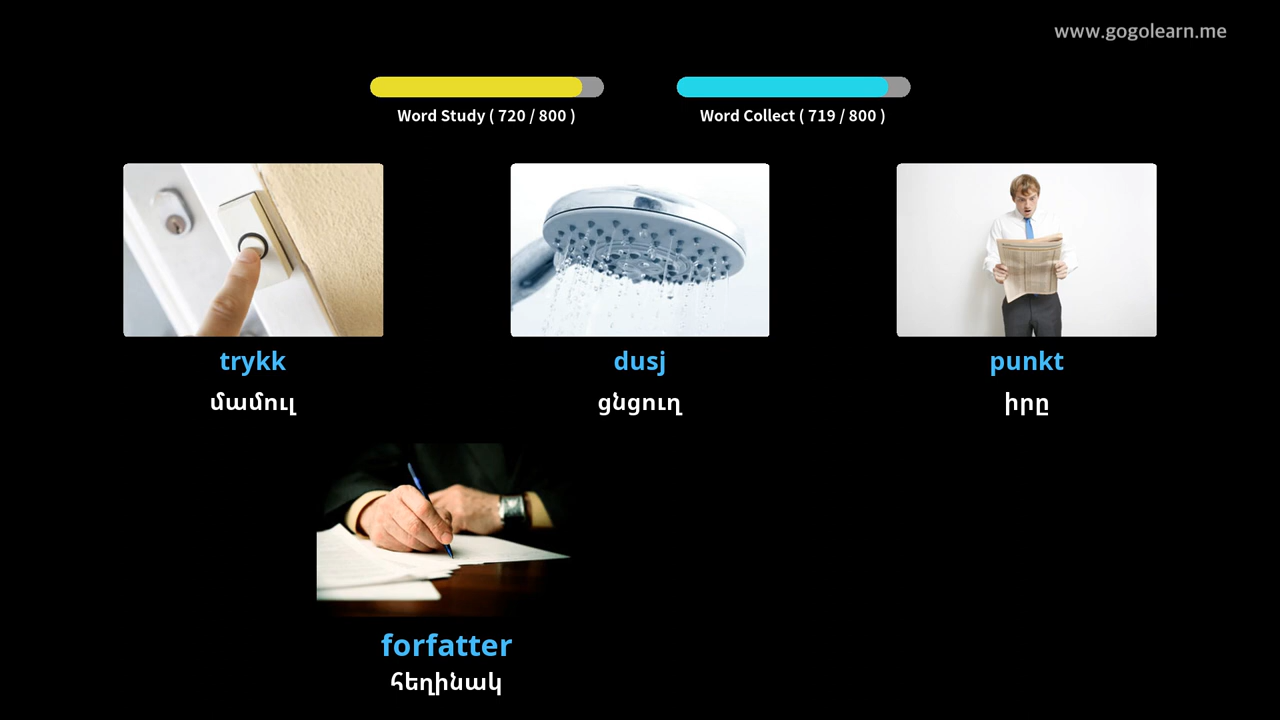 www.gogolearn.me
Word Study ( 720 / 800 )
Word Collect ( 719 / 800 )
trykk
մամուլ
dusj
ցնցուղ
punkt
իրը
forfatter
հեղինակ